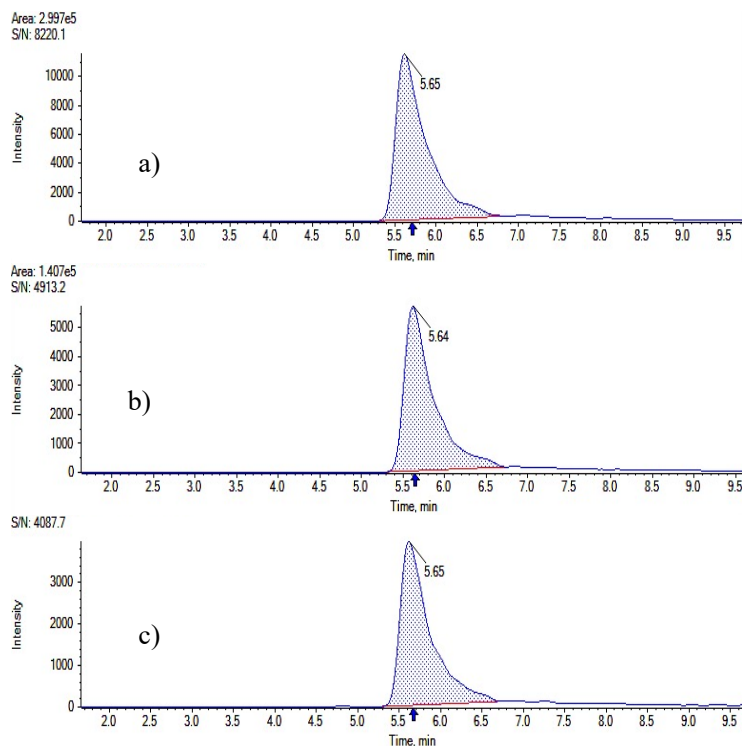 Area: 2.997e5
S/N: 8220.1
10000
8000
6000
4000
2000
0
Intensity
a)
5.65
2.0 2.5 3.0 3.5 4.0 4.5 5.0 5.5 6.0 6.5 7.0 7.5 8.0 8.5 9.0 9.5
Time, min
Area: 1.407e5
S/N: 4913.2
5000
4000
3000
2000
1000
0
Intensity
b)
5.64
2.0 2.5 3.0 3.5 4.0 4.5 5.0 5.5 6.0 6.5 7.0 7.5 8.0 8.5 9.0 9.5
Time, min
S/N: 4087.7
3000
2000
1000
0
Intensity
c)
5.65
2.0 2.5 3.0 3.5 4.0 4.5 5.0 5.5 6.0 6.5 7.0 7.5 8.0 8.5 9.0 9.5
Time, min